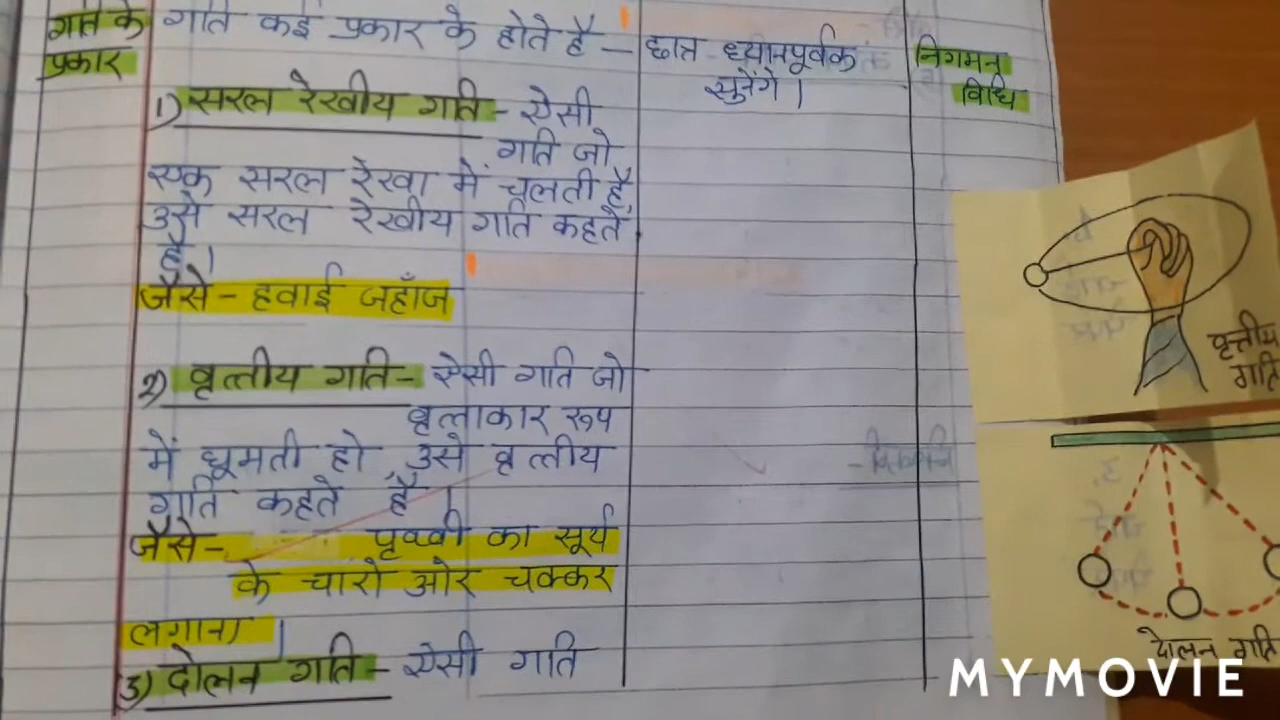 गति के गति कई प्रकार के होते है – छात्र ध्यानपूर्वक निगमन
प्रकार सुनेंगे। विधि
1) सरल रेखीय गति - ऐसी
गति जो
एक सरल रेखा में चलती है,
उसे सरल रेखीय गति कहते
है।
जैसे - हवाई जहाँज
2) वृत्तीय गति - ऐसी गति जो
वृत्ताकार रूप
में घूमती हो, उसे वृत्तीय
गति कहते है।
जैसे - पृथ्वी का सूर्य
के चारो ओर चक्कर
लगाना।
3) दोलन गति - ऐसी गति
वृत्तीय
गति
दोलन गति
MYMOVIE